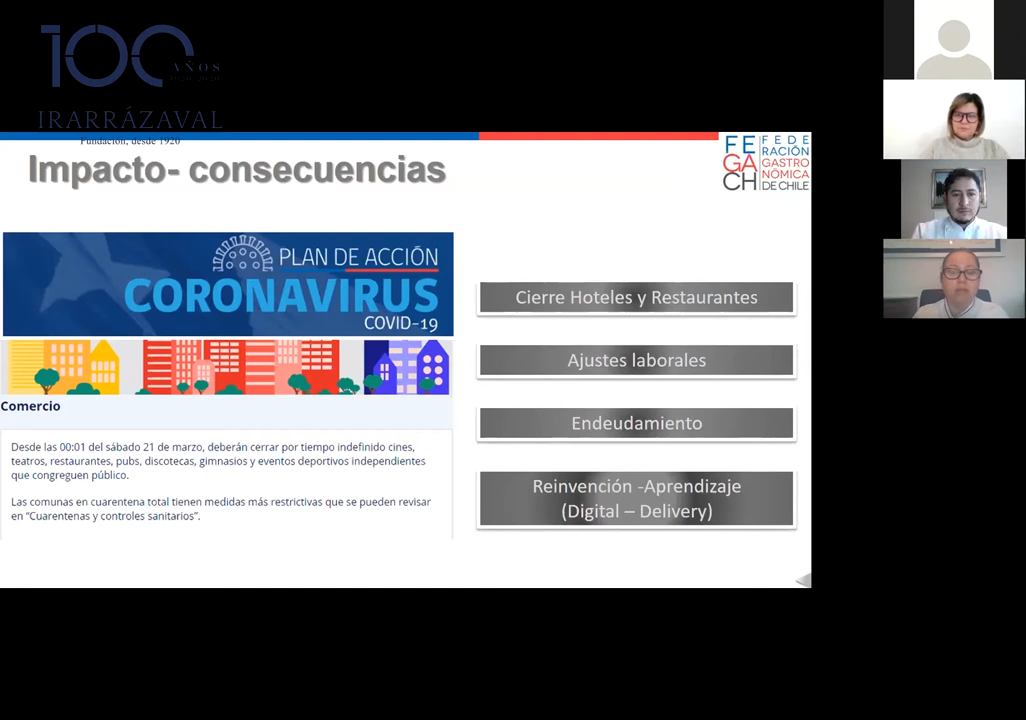 100
AÑOS
IRARRÁZAVAL
Fundación, desde 1920
Impacto- consecuencias
FE
GA
CH
FEDE
RACIÓN
GASTRO
NÓMICA
DE CHILE
PLAN DE ACCIÓN
CORONAVIRUS
COVID-19
Comercio
Desde las 00:01 del sábado 21 de marzo, deberán cerrar por tiempo indefinido cines,
teatros, restaurantes, pubs, discotecas, gimnasios y eventos deportivos independientes
que congreguen público.
Las comunas en cuarentena total tienen medidas más restrictivas que se pueden revisar
en “Cuarentenas y controles sanitarios”.
Cierre Hoteles y Restaurantes
Ajustes laborales
Endeudamiento
Reinvención -Aprendizaje
(Digital – Delivery)